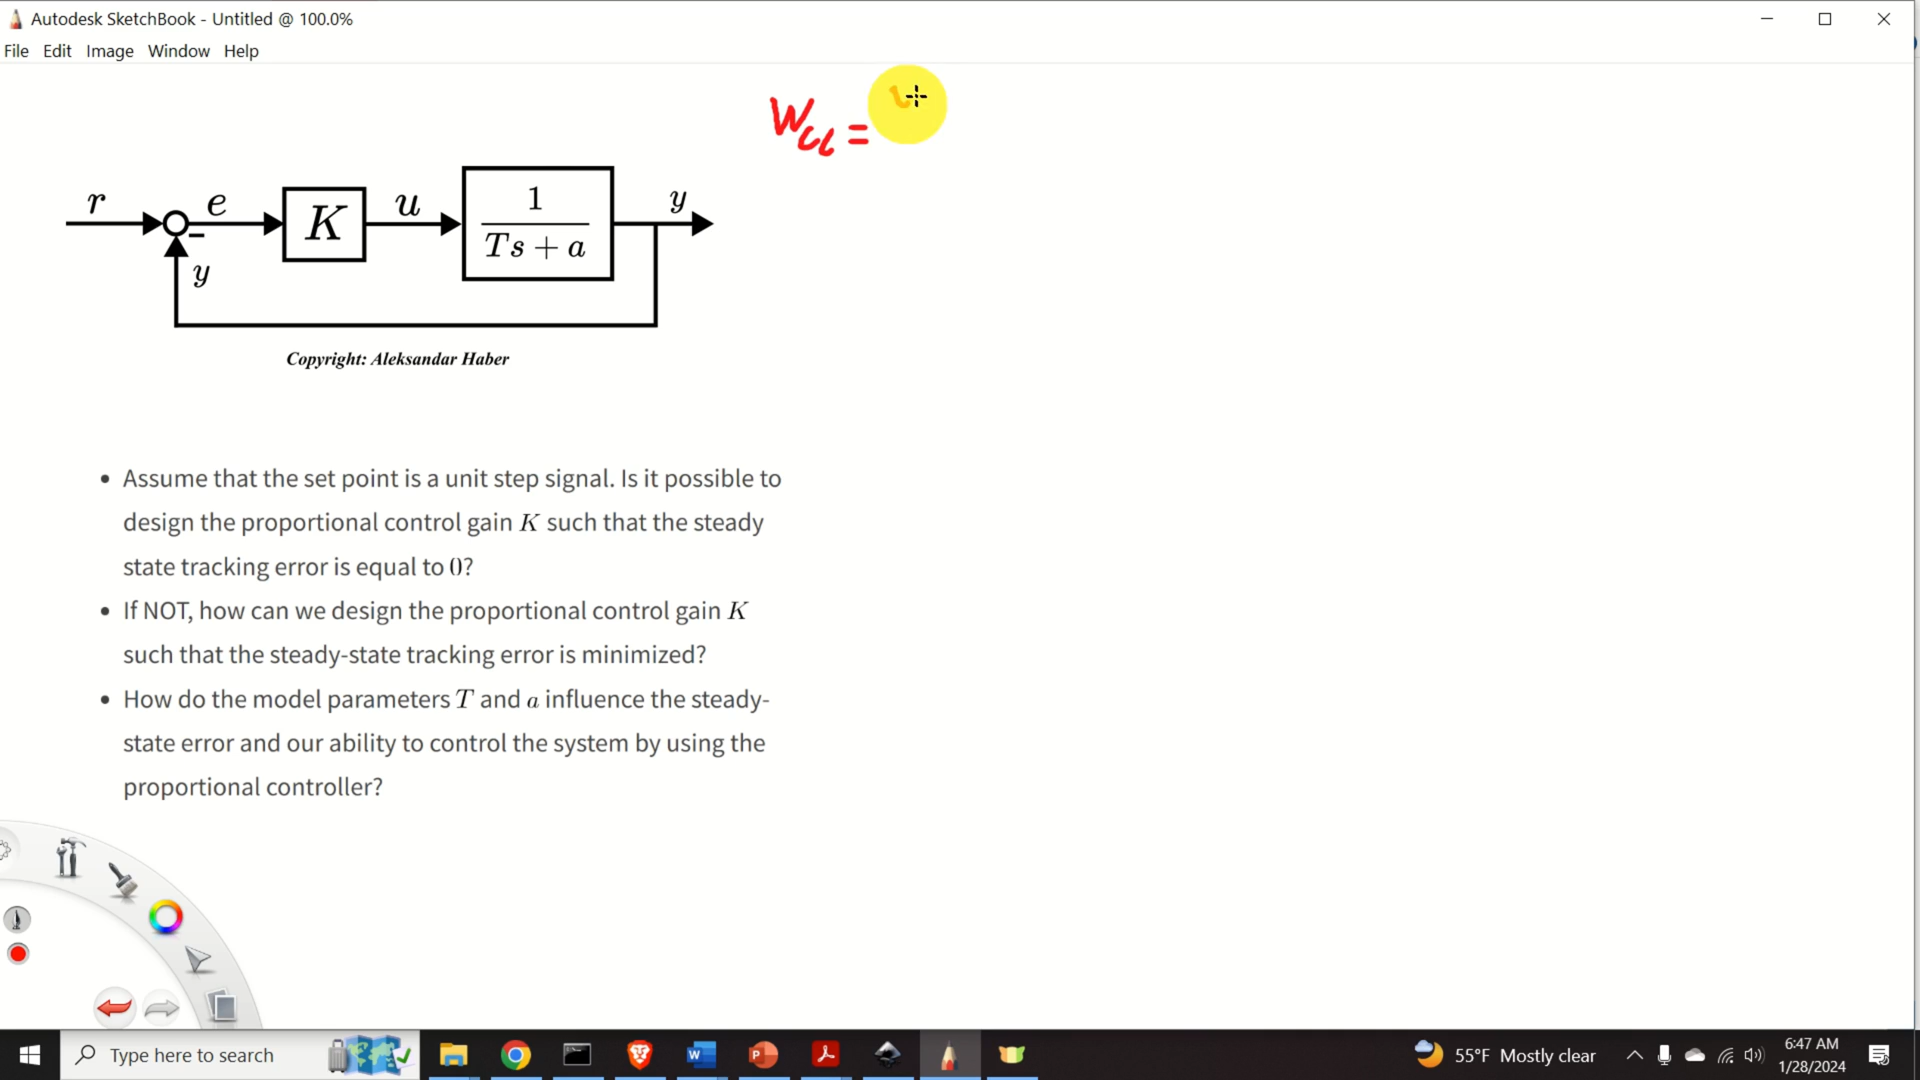 Autodesk SketchBook - Untitled @ 100.0%
File Edit Image Window Help
W_CL =
r e K u 1 y
Ts + a
y
Copyright: Aleksandar Haber
• Assume that the set point is a unit step signal. Is it possible to
design the proportional control gain K such that the steady
state tracking error is equal to 0?
• If NOT, how can we design the proportional control gain K
such that the steady-state tracking error is minimized?
• How do the model parameters T and a influence the steady-
state error and our ability to control the system by using the
proportional controller?
Type here to search
55°F Mostly clear
6:47 AM
1/28/2024